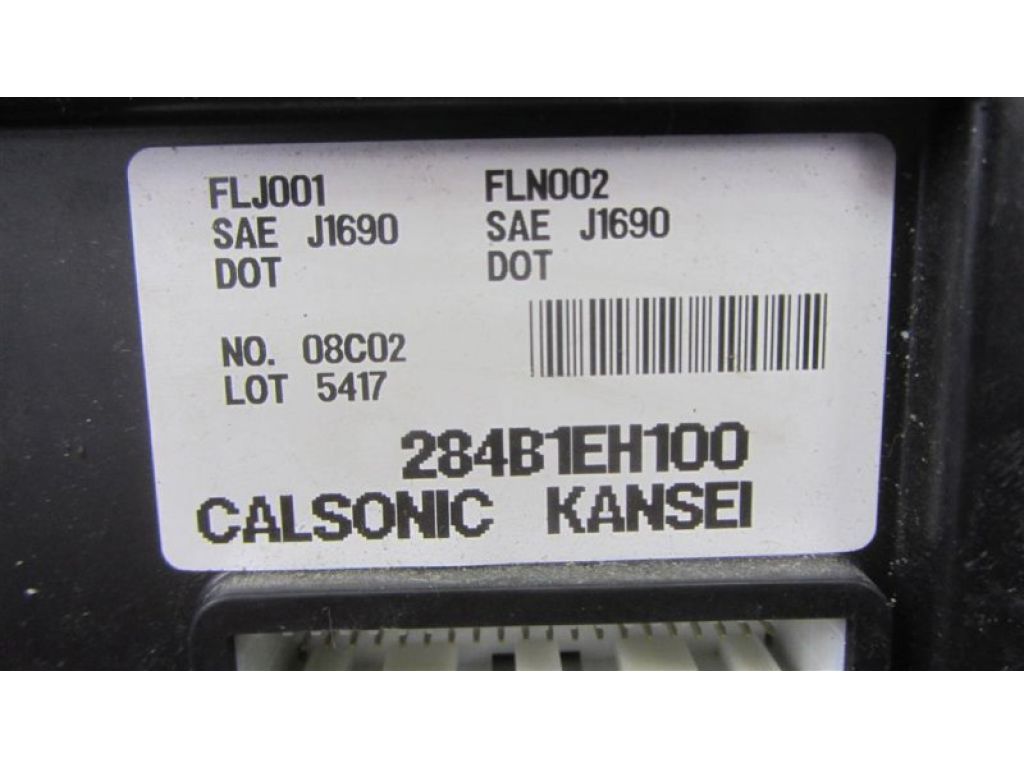 FLJ001 FLN002
SAE J1690 SAE J1690
DOT DOT
NO. 08C02
LOT 5417
284B1EH100
CALSONIC KANSEI